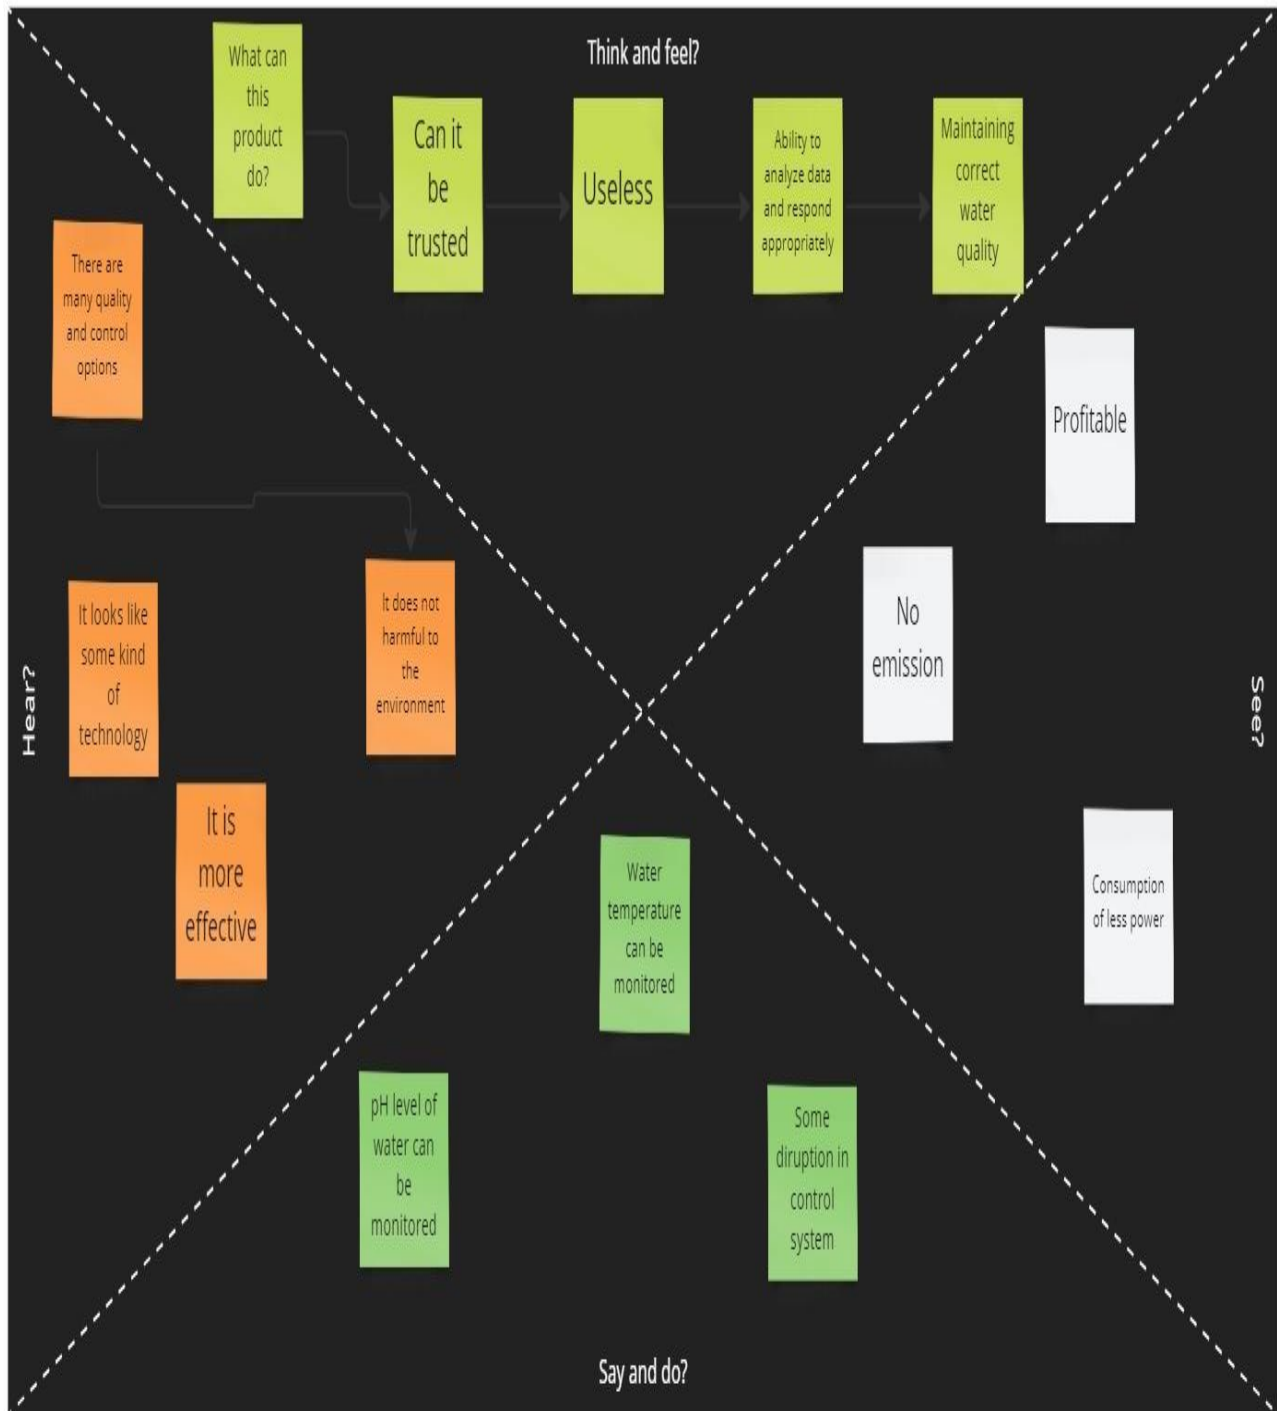 Think and feel?
What can
this
product
do?
Can it
be
trusted
Useless
Ability to
analyze data
and respond
appropriately
Maintaining
correct
water
quality
Hear?
There are
many quality
and control
options
It looks like
some kind
of
technology
It does not
harmful to
the
environment
It is
more
effective
See?
Profitable
No
emission
Consumption
of less power
Water
temperature
can be
monitored
pH level of
water can
be
monitored
Some
diruption in
control
system
Say and do?